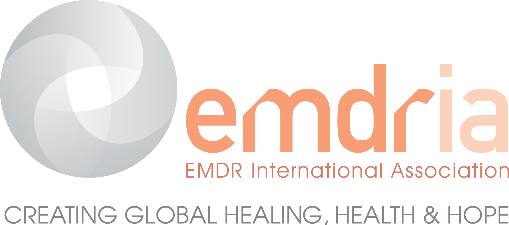 emdria
EMDR International Association
CREATING GLOBAL HEALING, HEALTH & HOPE